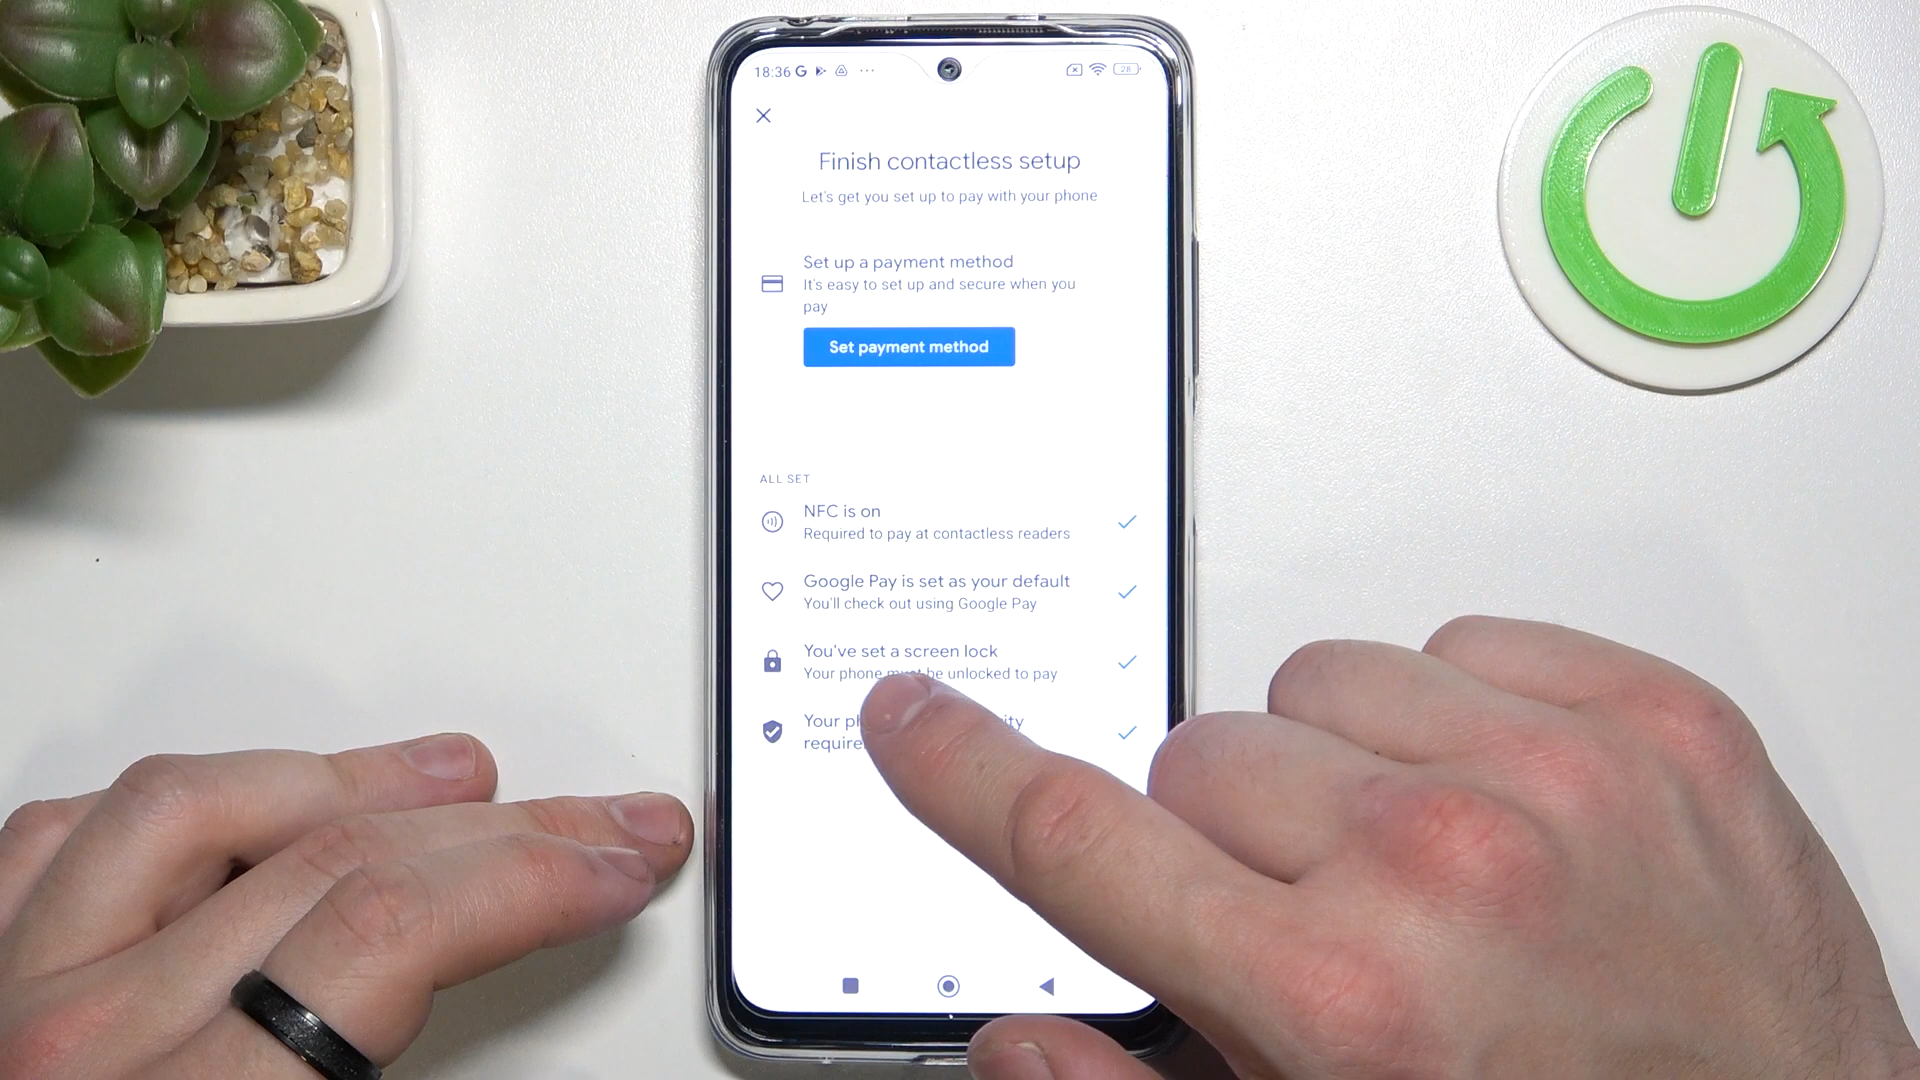 18:36
28
Finish contactless setup
Let's get you set up to pay with your phone
Set up a payment method
It's easy to set up and secure when you
pay
Set payment method
ALL SET
NFC is on
Required to pay at contactless readers
Google Pay is set as your default
You'll check out using Google Pay
You've set a screen lock
Your phone must be unlocked to pay
Your